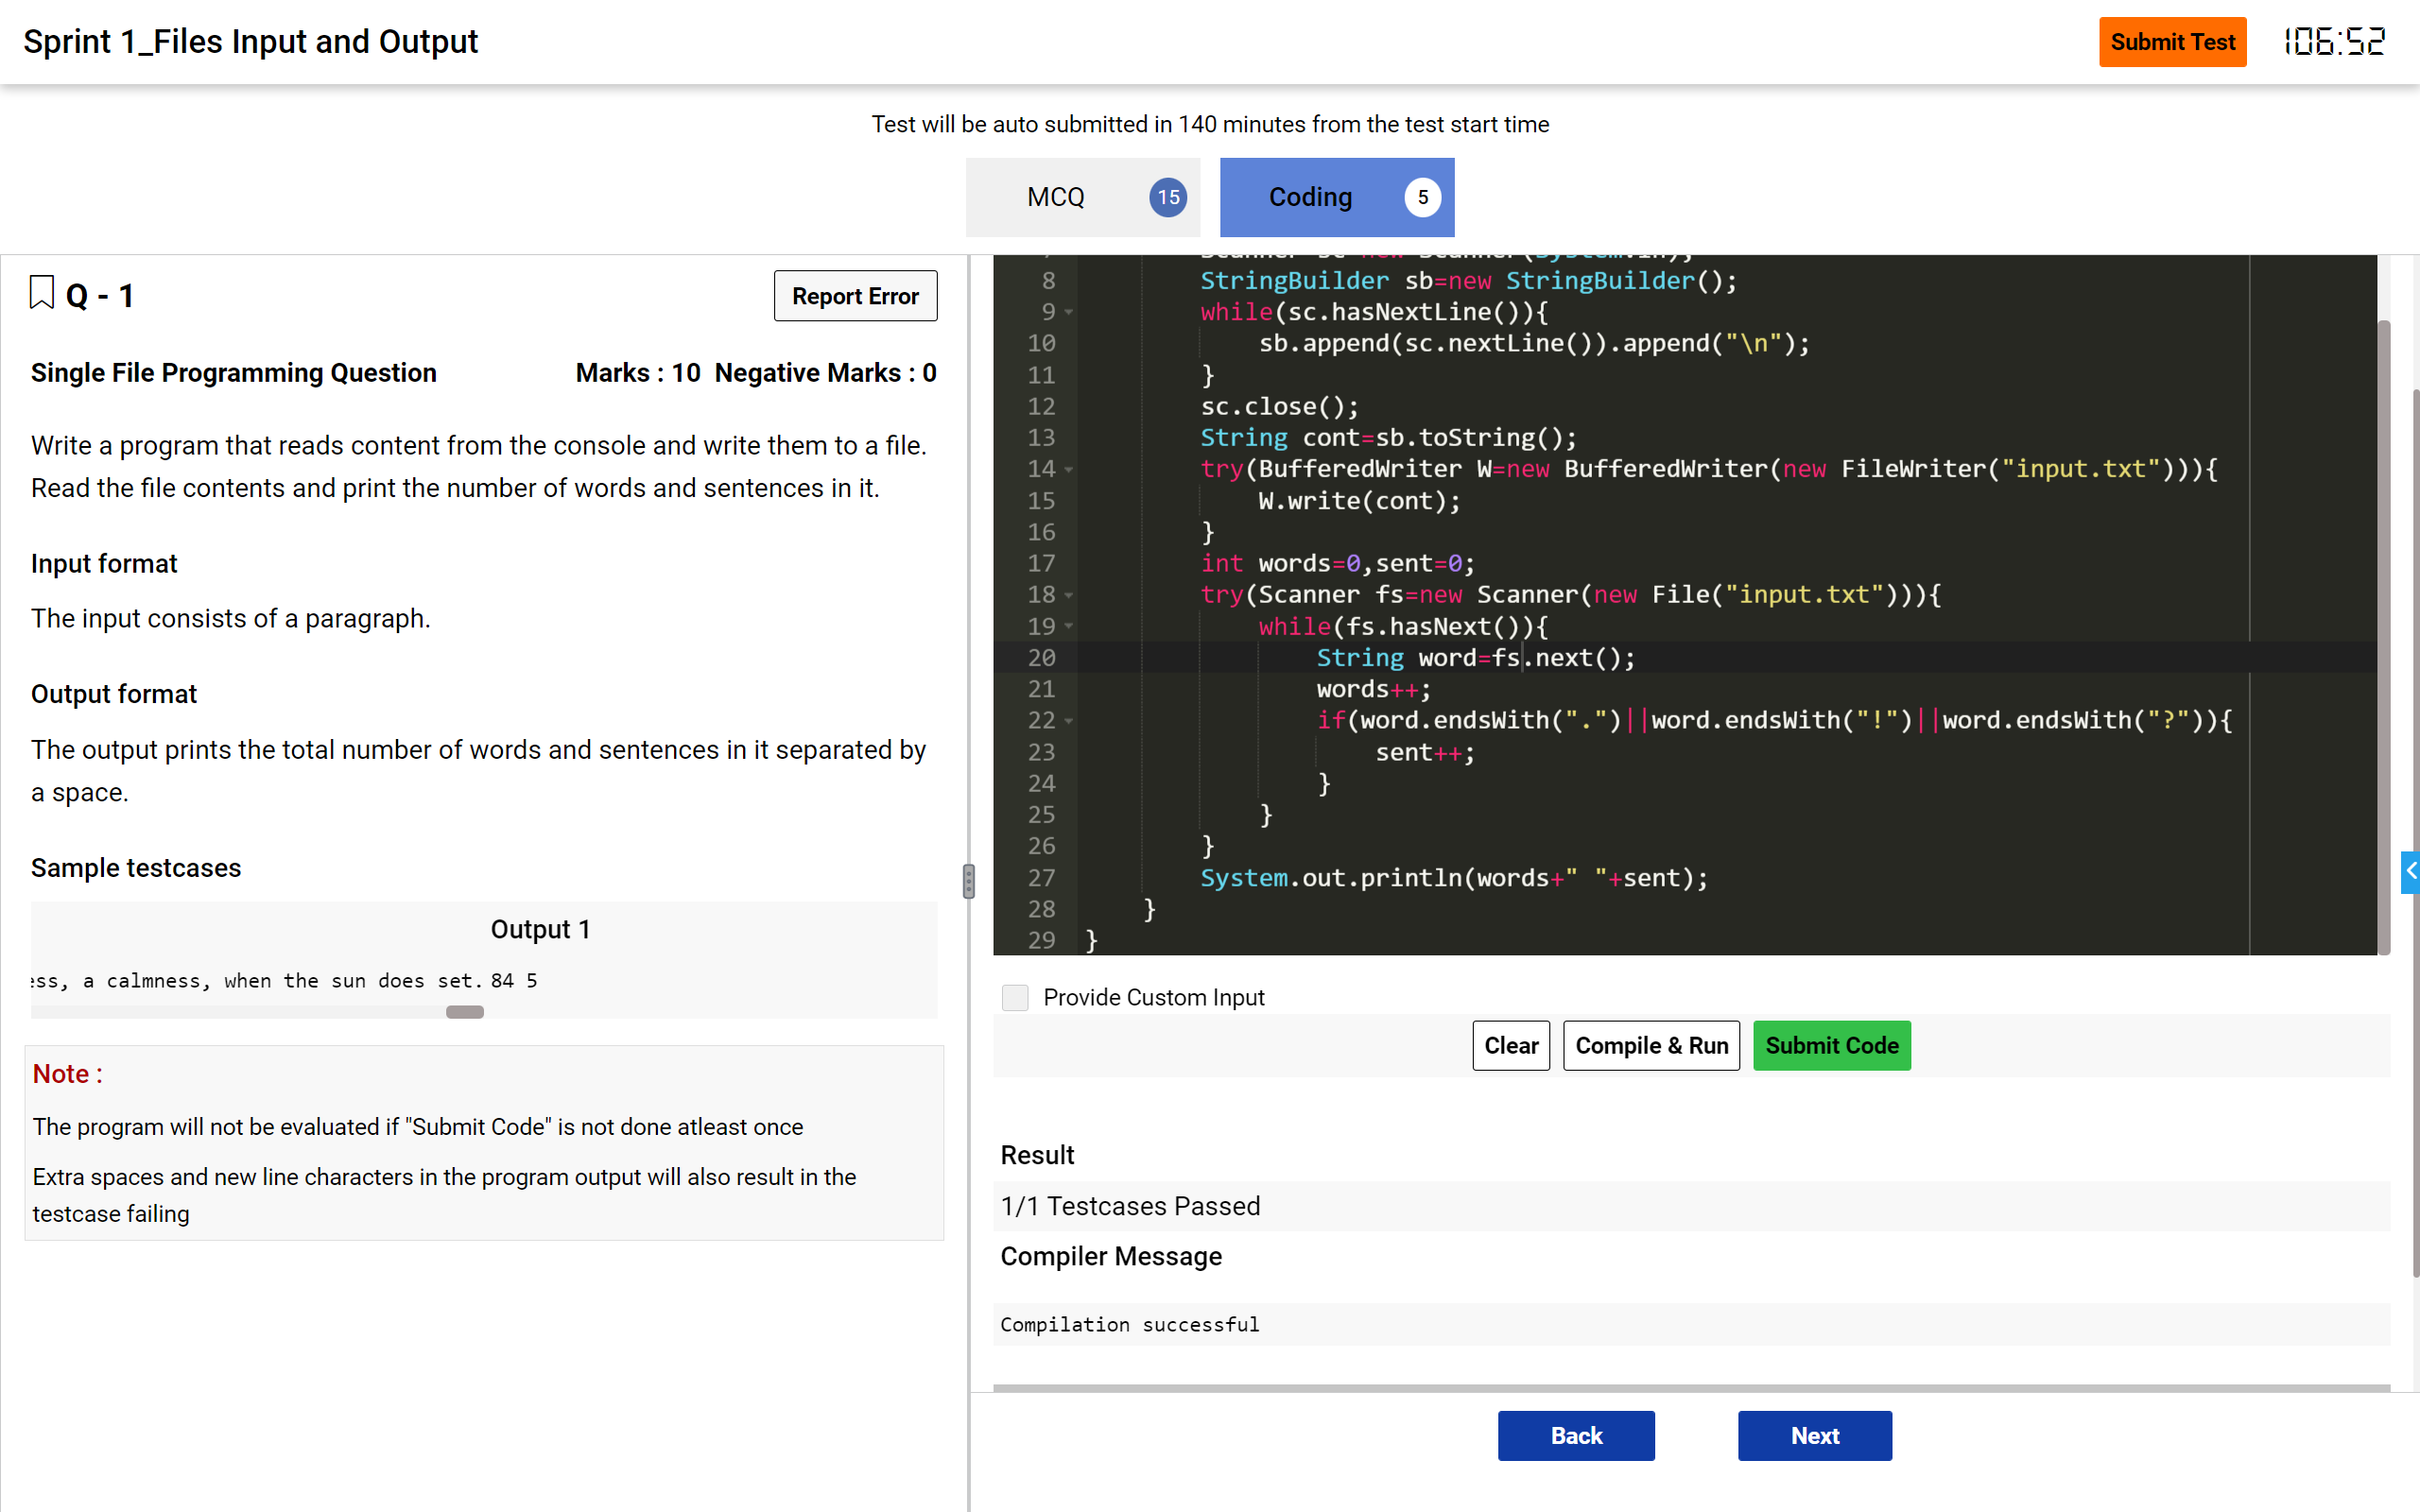 Sprint 1_Files Input and Output
Submit Test
106:52
Test will be auto submitted in 140 minutes from the test start time
MCQ 15
Coding 5
Q - 1
Report Error
Single File Programming Question
Marks : 10 Negative Marks : 0
Write a program that reads content from the console and write them to a file.
Read the file contents and print the number of words and sentences in it.
Input format
The input consists of a paragraph.
Output format
The output prints the total number of words and sentences in it separated by
a space.
Sample testcases
Output 1
ess, a calmness, when the sun does set. 84 5
Note :
The program will not be evaluated if "Submit Code" is not done atleast once
Extra spaces and new line characters in the program output will also result in the
testcase failing
7 Scanner sc=new Scanner(System.in);
8 StringBuilder sb=new StringBuilder();
9 while(sc.hasNextLine()){
10 sb.append(sc.nextLine()).append("\n");
11 }
12 sc.close();
13 String cont=sb.toString();
14 try(BufferedWriter W=new BufferedWriter(new FileWriter("input.txt"))){
15 W.write(cont);
16 }
17 int words=0,sent=0;
18 try(Scanner fs=new Scanner(new File("input.txt"))){
19 while(fs.hasNext()){
20 String word=fs.next();
21 words++;
22 if(word.endsWith(".")||word.endsWith("!")||word.endsWith("?")){
23 sent++;
24 }
25 }
26 }
27 System.out.println(words+" "+sent);
28 }
29 }
Provide Custom Input
Clear
Compile & Run
Submit Code
Result
1/1 Testcases Passed
Compiler Message
Compilation successful
Back
Next